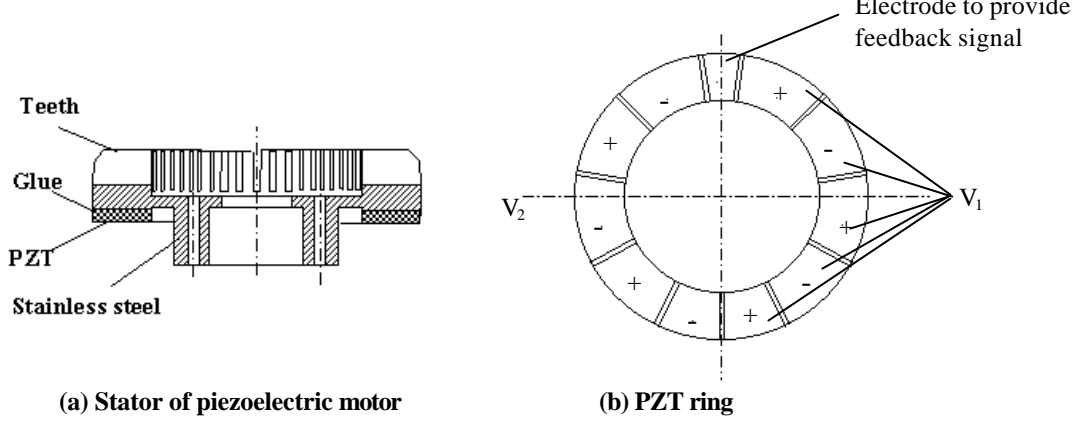 Electrode to provide
feedback signal
Teeth
Glue
PZT
Stainless steel
- +
+ -
V₂ V₁
- +
+ -
- +
(a) Stator of piezoelectric motor (b) PZT ring